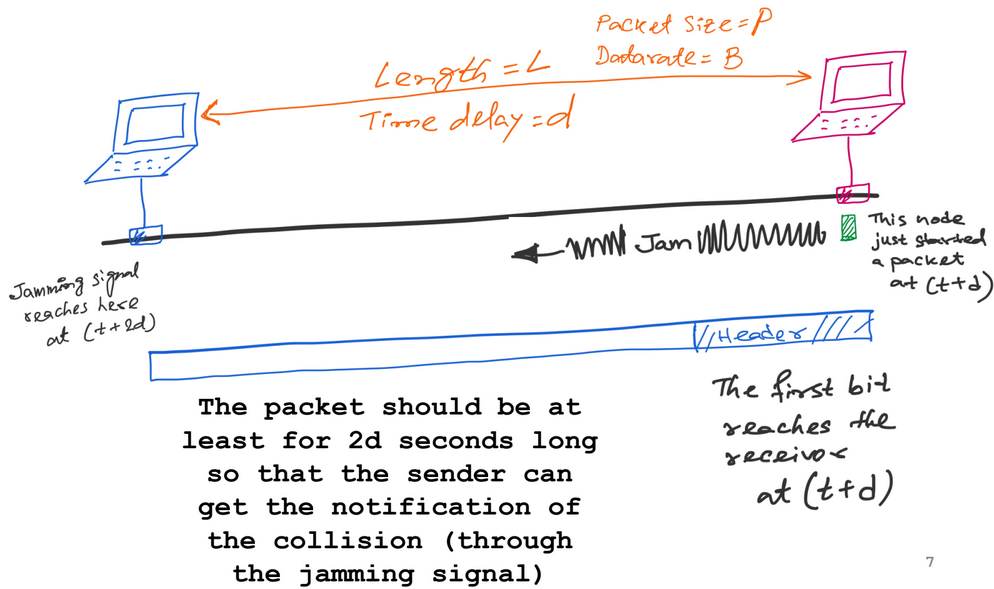 Packet Size = P
Datarate = B
Length = L
Time delay = d
Jam
This node
just started
a packet
at (t+d)
Jamming signal
reaches here
at (t+2d)
Header
The first bit
reaches the
receivor
at (t+d)
The packet should be at
least for 2d seconds long
so that the sender can
get the notification of
the collision (through
the jamming signal)
7